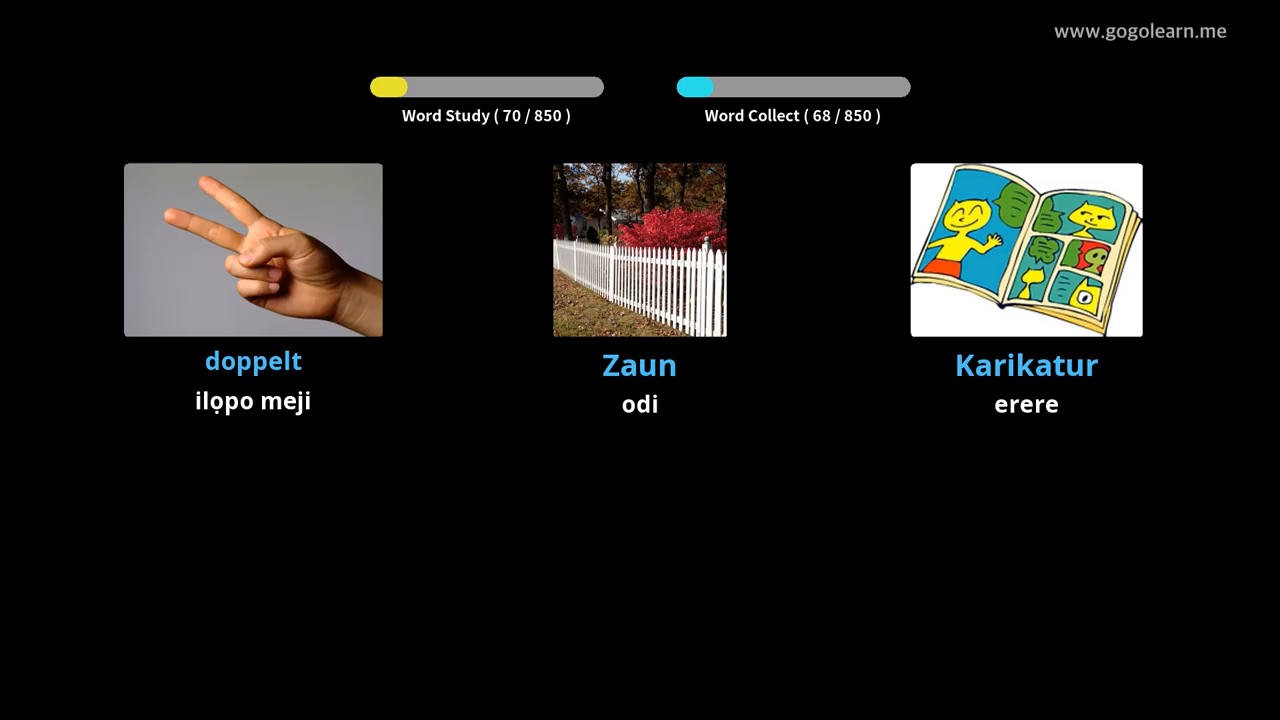 www.gogolearn.me
Word Study ( 70 / 850 )
Word Collect ( 68 / 850 )
doppelt
Zaun
Karikatur
ilọpo meji
odi
erere